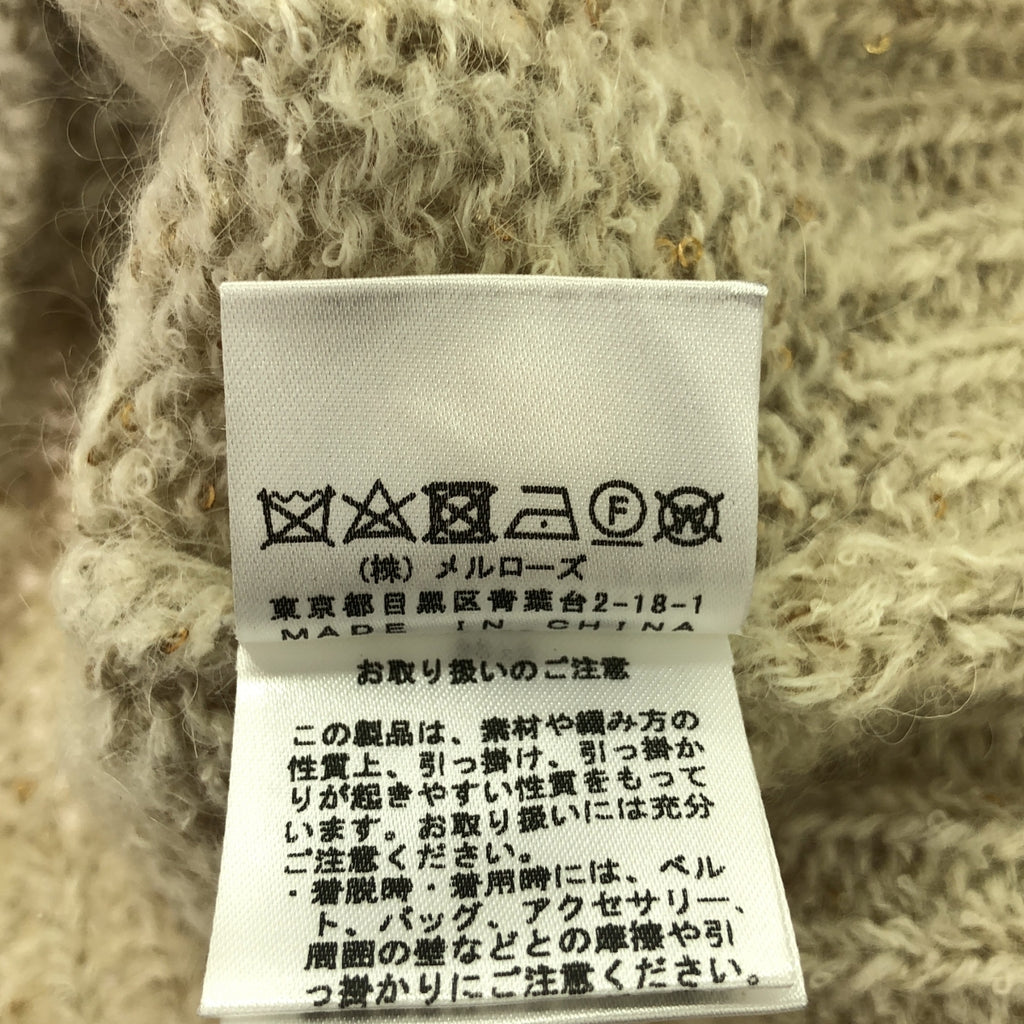 F
W
(株) メルローズ
東京都目黒区青葉台2-18-1
MADE IN CHINA
お取り扱いのご注意
この製品は、素材や編み方の
性質上、引っ掛け、引っ掛か
りが起きやすい性質をもって
います。お取り扱いには充分
ご注意ください。
・着脱時・着用時には、ベル
ト、バッグ、アクセサリー、
周囲の壁などとの摩擦や引
っ掛かりにご注意ください。